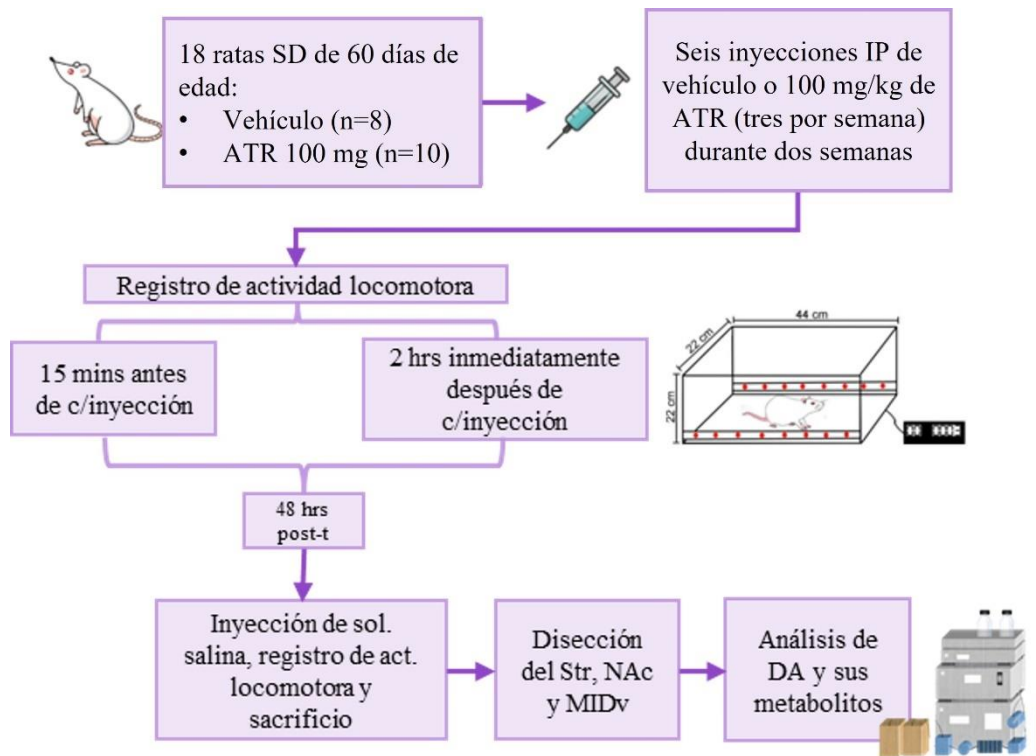 18 ratas SD de 60 días de
edad:
• Vehículo (n=8)
• ATR 100 mg (n=10)
Seis inyecciones IP de
vehículo o 100 mg/kg de
ATR (tres por semana)
durante dos semanas
Registro de actividad locomotora
15 mins antes
de c/inyección
2 hrs inmediatamente
después de
c/inyección
44 cm
22 cm
22 cm
48 hrs
post-t
Inyección de sol.
salina, registro de act.
locomotora y
sacrificio
Disección
del Str, NAc
y MIDv
Análisis de
DA y sus
metabolitos